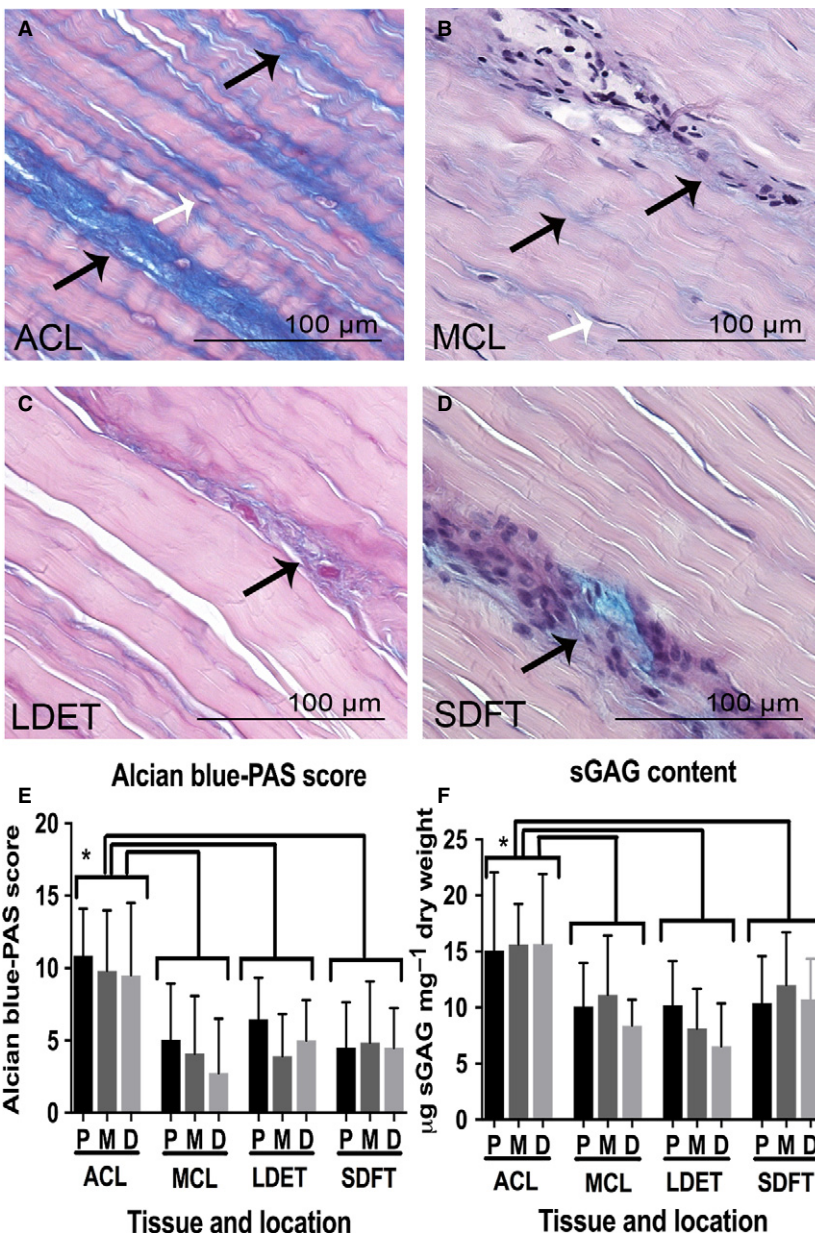 A
100 µm
ACL
B
100 µm
MCL
C
100 µm
LDET
D
100 µm
SDFT
Alcian blue-PAS score
E
Alcian blue-PAS score
20
15
10
5
0
*
P M D P M D P M D P M D
ACL MCL LDET SDFT
Tissue and location
sGAG content
F
µg sGAG mg⁻¹ dry weight
25
20
15
10
5
0
*
P M D P M D P M D P M D
ACL MCL LDET SDFT
Tissue and location